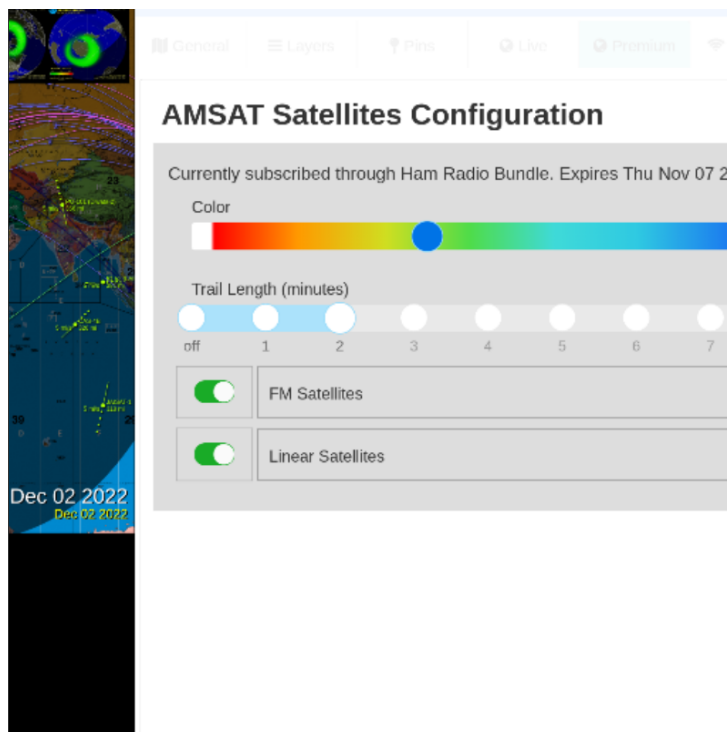 General Layers Pins Live Premium
AMSAT Satellites Configuration
Currently subscribed through Ham Radio Bundle. Expires Thu Nov 07 2
Color
Trail Length (minutes)
off 1 2 3 4 5 6 7
FM Satellites
Linear Satellites
23
39
Dec 02 2022
Dec 02 2022